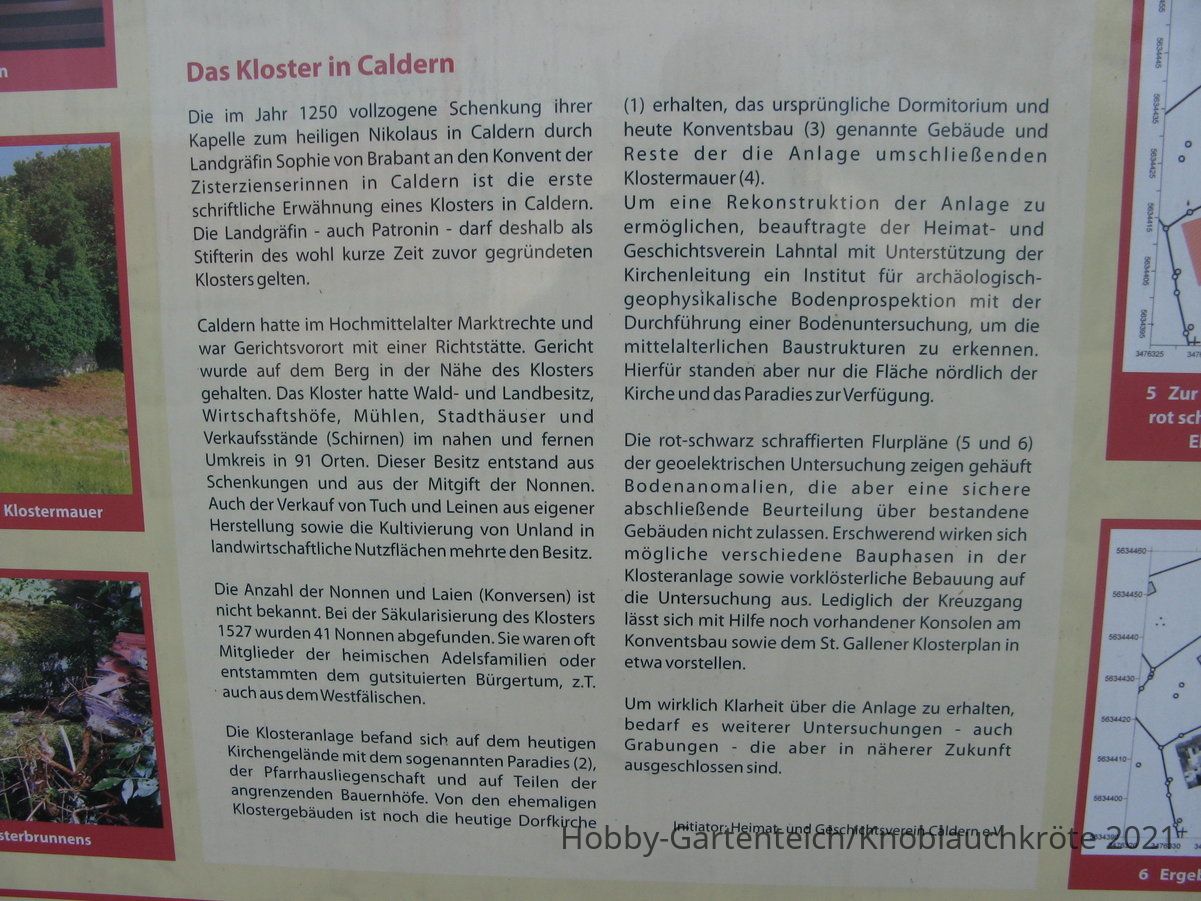 Das Kloster in Caldern
Die im Jahr 1250 vollzogene Schenkung ihrer
Kapelle zum heiligen Nikolaus in Caldern durch
Landgräfin Sophie von Brabant an den Konvent der
Zisterzienserinnen in Caldern ist die erste
schriftliche Erwähnung eines Klosters in Caldern.
Die Landgräfin - auch Patronin - darf deshalb als
Stifterin des wohl kurze Zeit zuvor gegründeten
Klosters gelten.
Caldern hatte im Hochmittelalter Marktrechte und
war Gerichtsvorort mit einer Richtstätte. Gericht
wurde auf dem Berg in der Nähe des Klosters
gehalten. Das Kloster hatte Wald- und Landbesitz,
Wirtschaftshöfe, Mühlen, Stadthäuser und
Verkaufsstände (Schirnen) im nahen und fernen
Umkreis in 91 Orten. Dieser Besitz entstand aus
Schenkungen und aus der Mitgift der Nonnen.
Auch der Verkauf von Tuch und Leinen aus eigener
Herstellung sowie die Kultivierung von Unland in
landwirtschaftliche Nutzflächen mehrte den Besitz.
Die Anzahl der Nonnen und Laien (Konversen) ist
nicht bekannt. Bei der Säkularisierung des Klosters
1527 wurden 41 Nonnen abgefunden. Sie waren oft
Mitglieder der heimischen Adelsfamilien oder
entstammten dem gutsituierten Bürgertum, z.T.
auch aus dem Westfälischen.
Die Klosteranlage befand sich auf dem heutigen
Kirchengelände mit dem sogenannten Paradies (2),
der Pfarrhausliegenschaft und auf Teilen der
angrenzenden Bauernhöfe. Von den ehemaligen
Klostergebäuden ist noch die heutige Dorfkirche
(1) erhalten, das ursprüngliche Dormitorium und
heute Konventsbau (3) genannte Gebäude und
Reste der die Anlage umschließenden
Klostermauer (4).
Um eine Rekonstruktion der Anlage zu
ermöglichen, beauftragte der Heimat- und
Geschichtsverein Lahntal mit Unterstützung der
Kirchenleitung ein Institut für archäologisch-
geophysikalische Bodenprospektion mit der
Durchführung einer Bodenuntersuchung, um die
mittelalterlichen Baustrukturen zu erkennen.
Hierfür standen aber nur die Fläche nördlich der
Kirche und das Paradies zur Verfügung.
Die rot-schwarz schraffierten Flurpläne (5 und 6)
der geoelektrischen Untersuchung zeigen gehäuft
Bodenanomalien, die aber eine sichere
abschließende Beurteilung über bestandene
Gebäuden nicht zulassen. Erschwerend wirken sich
mögliche verschiedene Bauphasen in der
Klosteranlage sowie vorklösterliche Bebauung auf
die Untersuchung aus. Lediglich der Kreuzgang
lässt sich mit Hilfe noch vorhandener Konsolen am
Konventsbau sowie dem St. Gallener Klosterplan in
etwa vorstellen.
Um wirklich Klarheit über die Anlage zu erhalten,
bedarf es weiterer Untersuchungen - auch
Grabungen - die aber in näherer Zukunft
ausgeschlossen sind.
Initiator: Heimat- und Geschichtsverein Caldern e.V.
Klostermauer
sterbrunnens
5634445
5634435
5634425
5634415
5634405
5634395
3476325
5 Zur
rot sch
5634460
5634450
5634440
5634430
5634420
5634410
5634400
6 Ergeb
Hobby-Gartenteich/Knoblauchkröte 2021